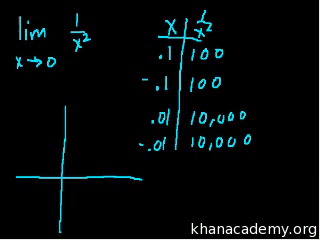 lim 1/x²
x→0
x | 1/x²
.1 | 100
-.1 | 100
.01 | 10,000
-.01 | 10,000
khanacademy.org